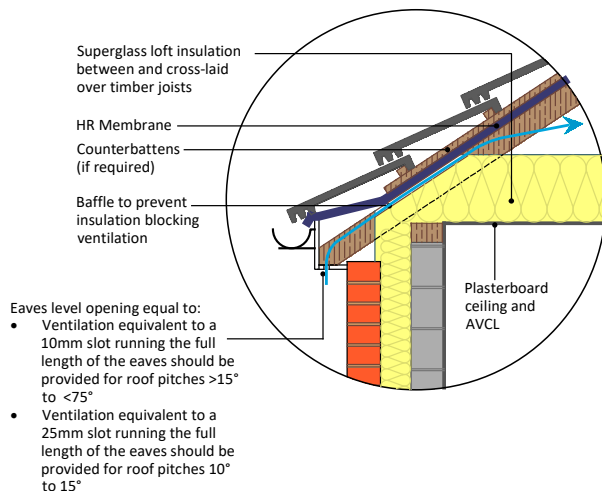 Superglass loft insulation
between and cross-laid
over timber joists
HR Membrane
Counterbattens
(if required)
Baffle to prevent
insulation blocking
ventilation
Plasterboard
ceiling and
AVCL
Eaves level opening equal to:
• Ventilation equivalent to a
10mm slot running the full
length of the eaves should be
provided for roof pitches >15°
to <75°
• Ventilation equivalent to a
25mm slot running the full
length of the eaves should be
provided for roof pitches 10°
to 15°